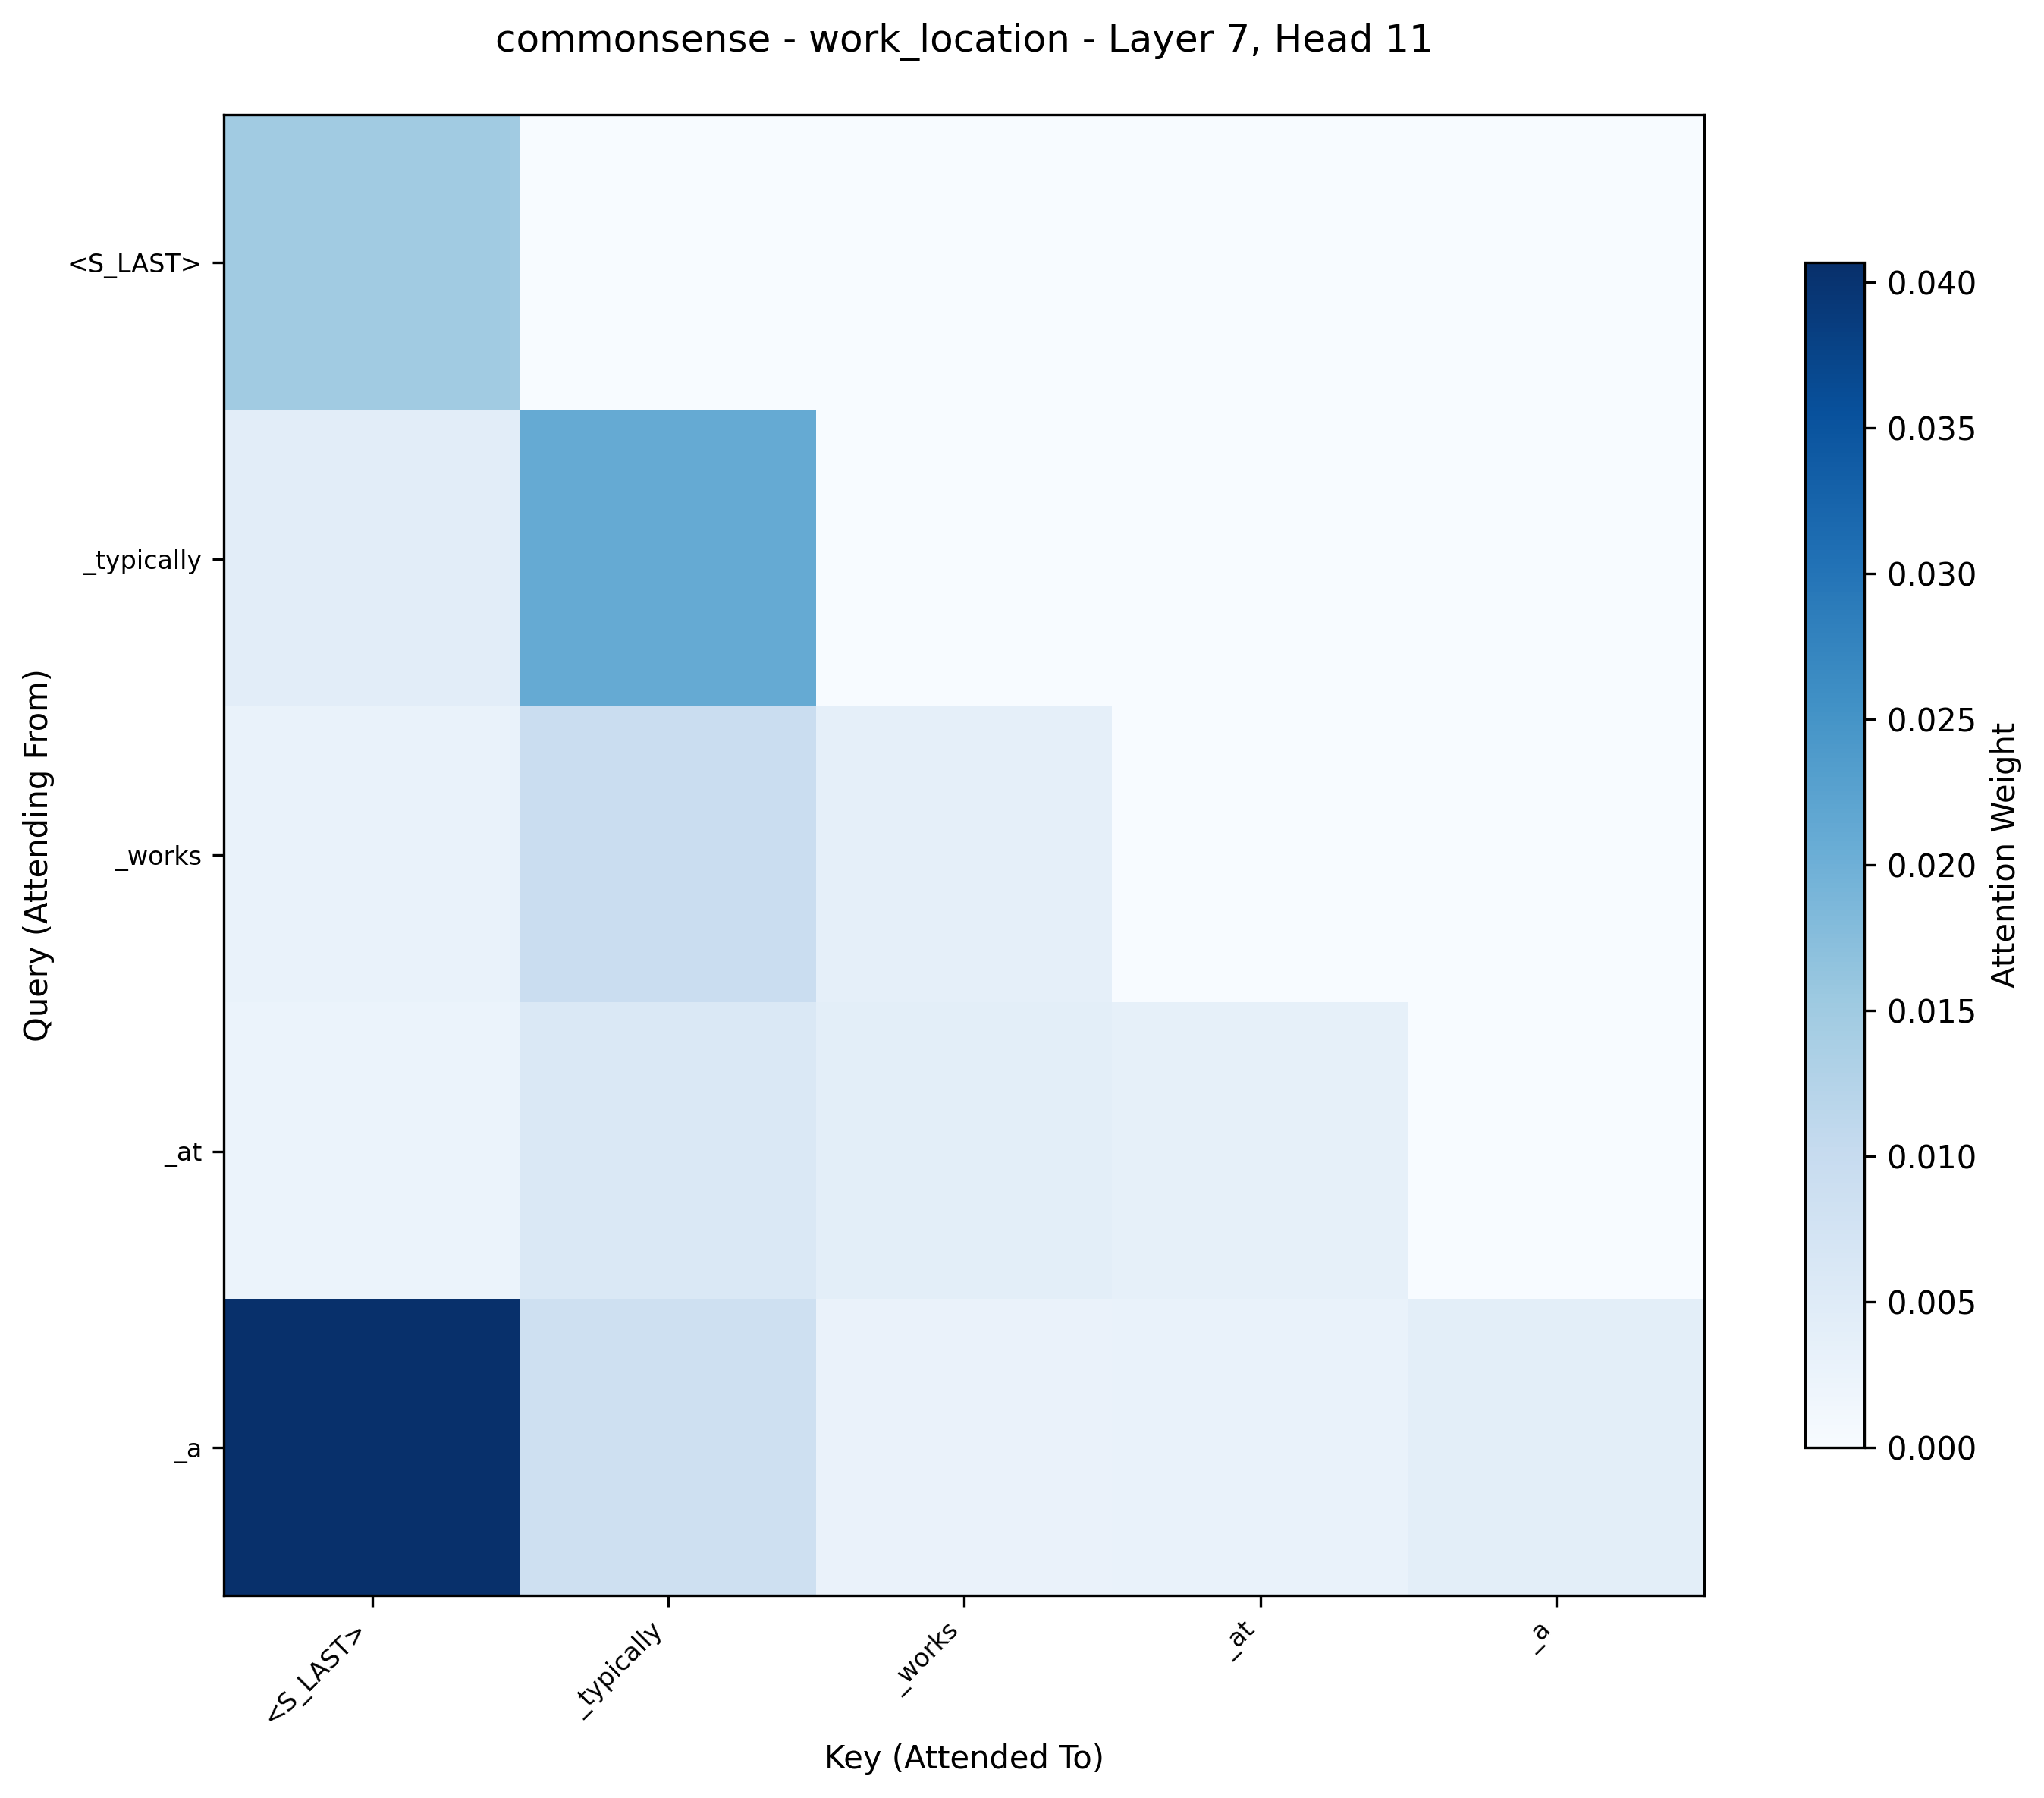 commonsense - work_location - Layer 7, Head 11
Query (Attending From)
<S_LAST>
_typically
_works
_at
_a
<S_LAST>
_typically
_works
_at
_a
Key (Attended To)
0.040
0.035
0.030
0.025
0.020
0.015
0.010
0.005
0.000
Attention Weight